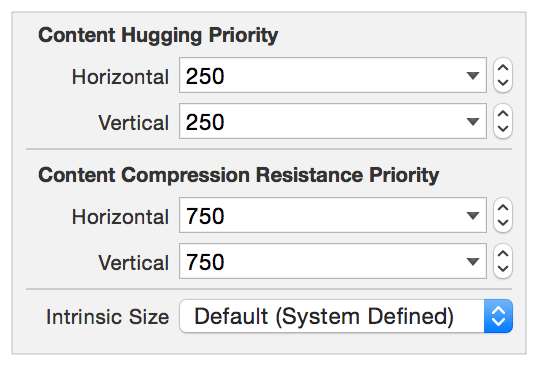 Content Hugging Priority
Horizontal 250
Vertical 250
Content Compression Resistance Priority
Horizontal 750
Vertical 750
Intrinsic Size Default (System Defined)